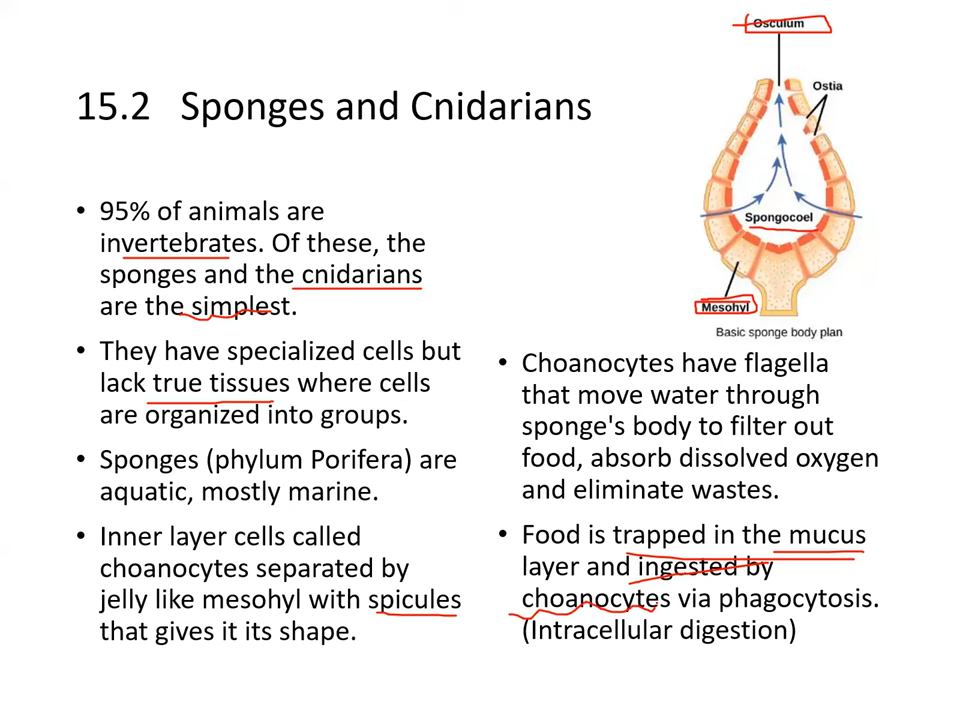 15.2 Sponges and Cnidarians
• 95% of animals are
invertebrates. Of these, the
sponges and the cnidarians
are the simplest.
• They have specialized cells but
lack true tissues where cells
are organized into groups.
• Sponges (phylum Porifera) are
aquatic, mostly marine.
• Inner layer cells called
choanocytes separated by
jelly like mesohyl with spicules
that gives it its shape.
Osculum
Ostia
Spongocoel
Mesohyl
Basic sponge body plan
• Choanocytes have flagella
that move water through
sponge's body to filter out
food, absorb dissolved oxygen
and eliminate wastes.
• Food is trapped in the mucus
layer and ingested by
choanocytes via phagocytosis.
(Intracellular digestion)